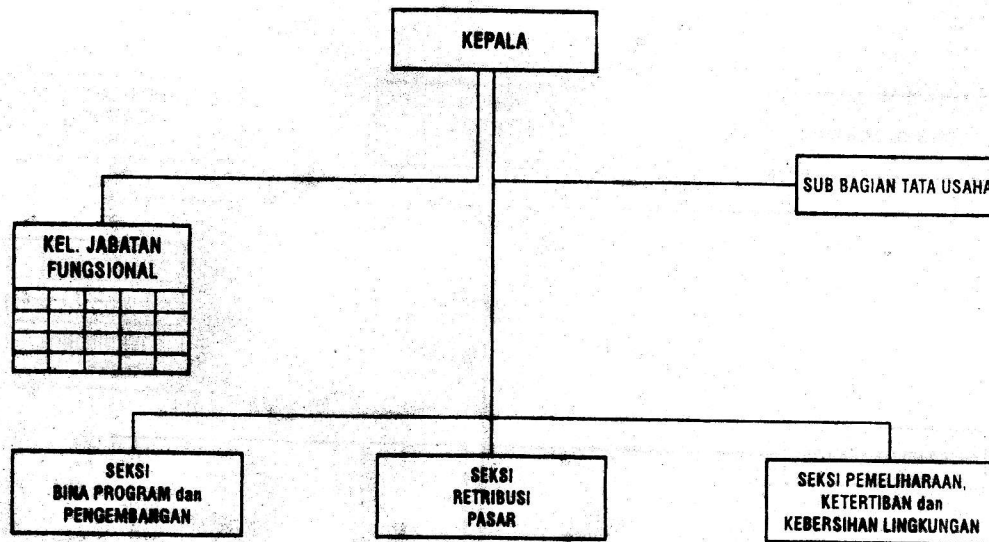 KEPALA
SUB BAGIAN TATA USAHA
KEL. JABATAN
FUNGSIONAL
SEKSI
BINA PROGRAM dan
PENGEMBANGAN
SEKSI
RETRIBUSI
PASAR
SEKSI PEMELIHARAAN,
KETERTIBAN dan
KEBERSIHAN LINGKUNGAN